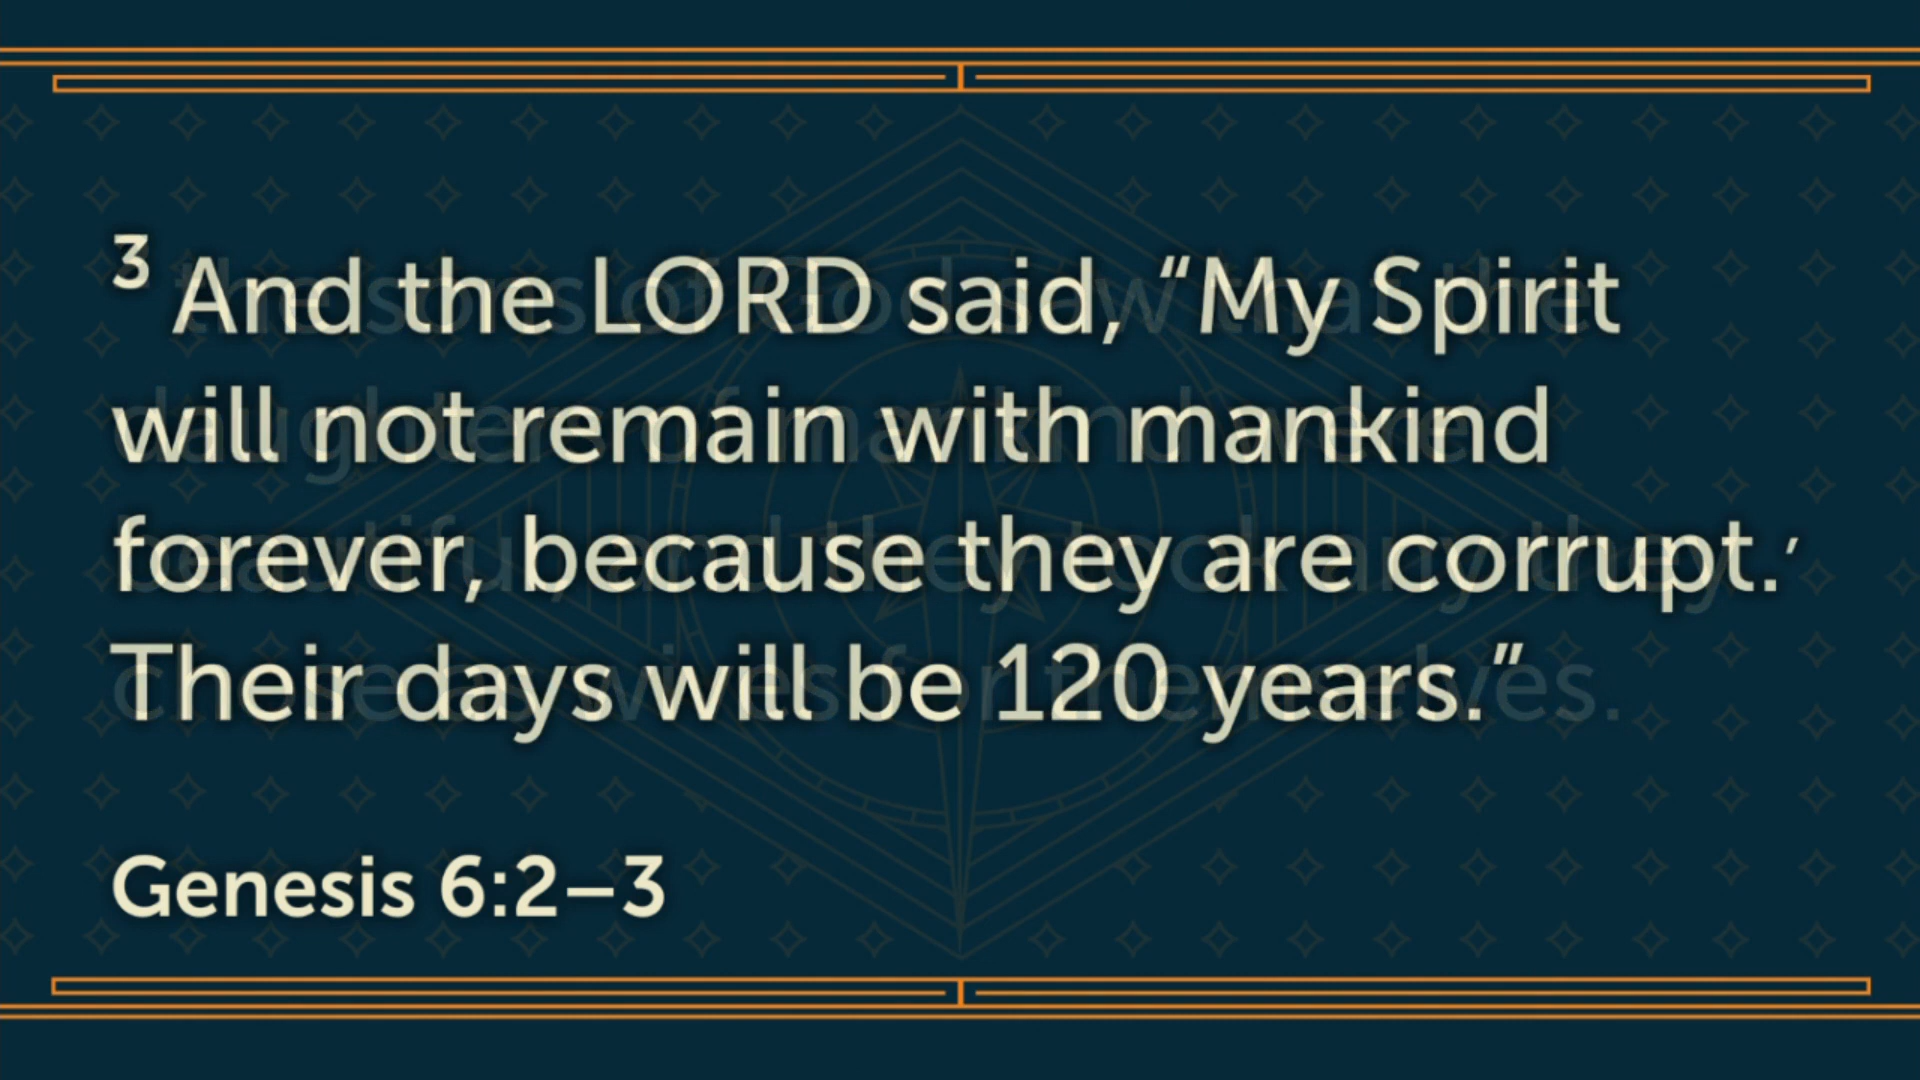 3 And the LORD said, “My Spirit
will not remain with mankind
forever, because they are corrupt.’
Their days will be 120 years.”
Genesis 6:2–3